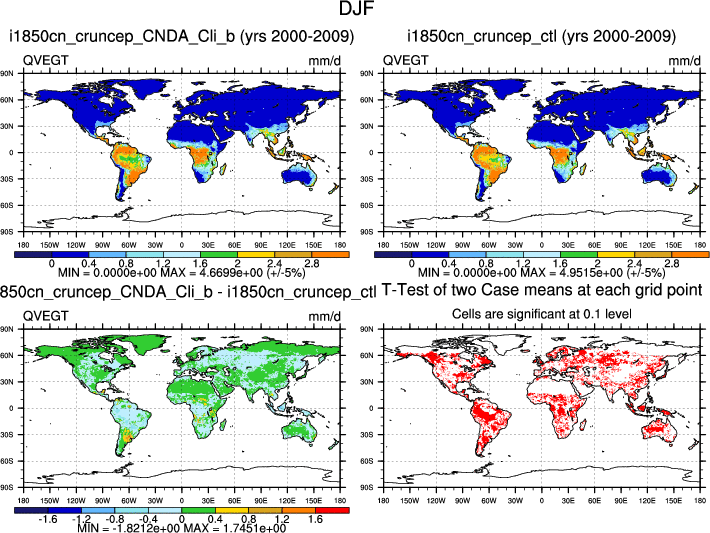 DJF
i1850cn_cruncep_CNDA_Cli_b (yrs 2000-2009)
QVEGT mm/d
90N
60N
30N
0
30S
60S
90S
180 150W 120W 90W 60W 30W 0 30E 60E 90E 120E 150E 180
0 0.4 0.8 1.2 1.6 2 2.4 2.8
MIN = 0.0000e+00 MAX = 4.6699e+00 (+/-5%)
i1850cn_cruncep_ctl (yrs 2000-2009)
QVEGT mm/d
90N
60N
30N
0
30S
60S
90S
180 150W 120W 90W 60W 30W 0 30E 60E 90E 120E 150E 180
0 0.4 0.8 1.2 1.6 2 2.4 2.8
MIN = 0.0000e+00 MAX = 4.9515e+00 (+/-5%)
850cn_cruncep_CNDA_Cli_b - i1850cn_cruncep_ctl
QVEGT mm/d
90N
60N
30N
0
30S
60S
90S
180 150W 120W 90W 60W 30W 0 30E 60E 90E 120E 150E 180
-1.6 -1.2 -0.8 -0.4 0 0.4 0.8 1.2 1.6
MIN = -1.8212e+00 MAX = 1.7451e+00
T-Test of two Case means at each grid point
Cells are significant at 0.1 level
90N
60N
30N
0
30S
60S
90S
180 150W 120W 90W 60W 30W 0 30E 60E 90E 120E 150E 180